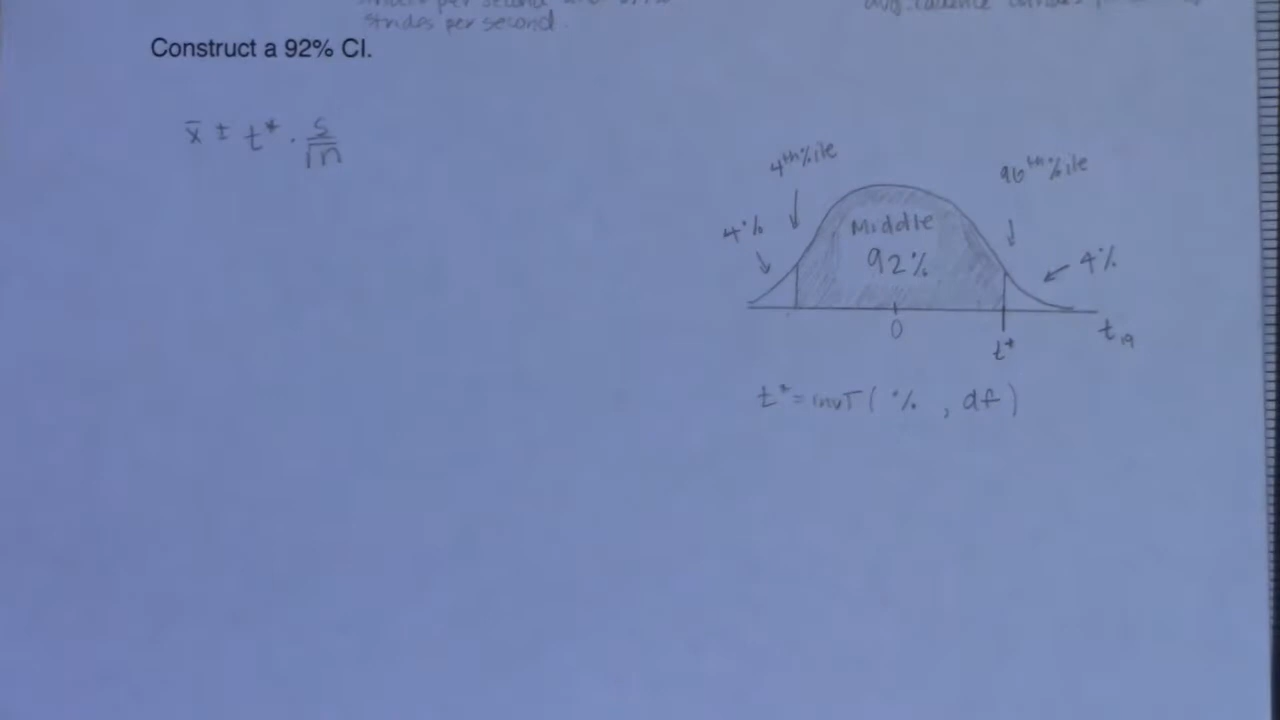 strides per second.
Construct a 92% CI.
x̄ ± t* · s/√n
4th%ile
96th%ile
4%
Middle
92%
4%
0
t*
t19
t* = invT( % , df)